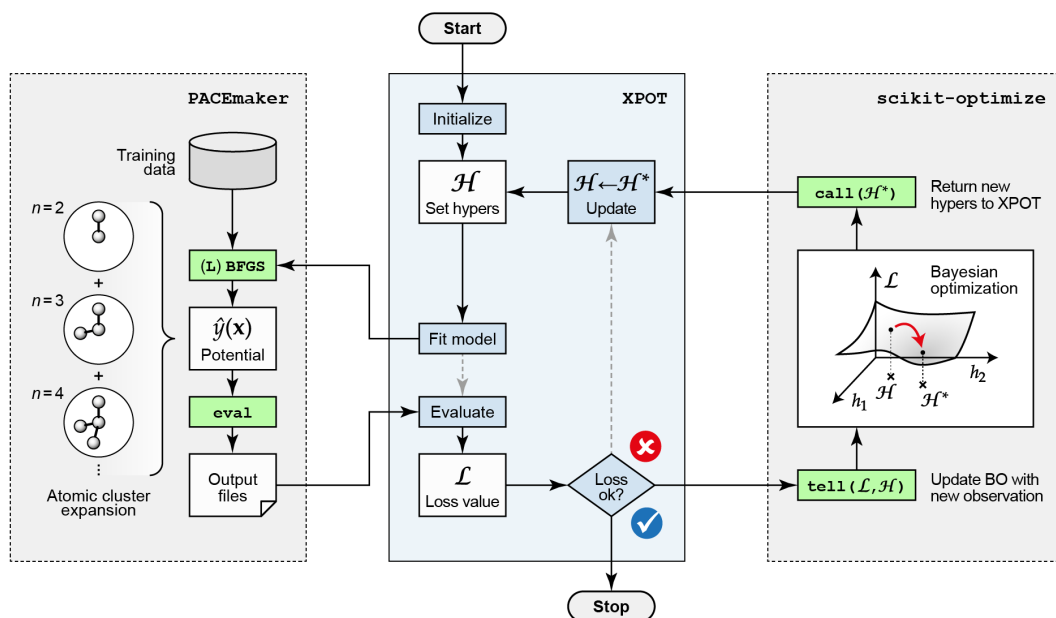 Start
PACEmaker
Training
data
n=2
+
n=3
+
n=4
⋮
Atomic cluster
expansion
(L) BFGS
ŷ(x)
Potential
eval
Output
files
XPOT
Initialize
ℋ
Set hypers
ℋ←ℋ*
Update
Fit model
Evaluate
ℒ
Loss value
Loss
ok?
Stop
scikit-optimize
call(ℋ*)
Return new
hypers to XPOT
Bayesian
optimization
ℒ
h₂
h₁
ℋ
ℋ*
tell(ℒ,ℋ)
Update BO with
new observation